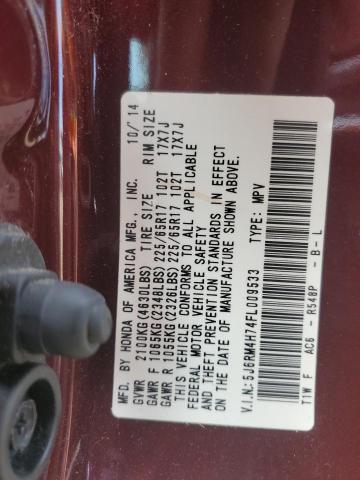 MFD. BY HONDA OF AMERICA MFG., INC. 10/'14
GVWR 2100KG(4630LBS) TIRE SIZE RIM SIZE
GAWR F 1065KG(2348LBS)225/65R17 102T 17X7J
GAWR R 1055KG(2326LBS)225/65R17 102T 17X7J
THIS VEHICLE CONFORMS TO ALL APPLICABLE
FEDERAL MOTOR VEHICLE SAFETY
AND THEFT PREVENTION STANDARDS IN EFFECT
ON THE DATE OF MANUFACTURE SHOWN ABOVE.
V.I.N:5J6RM4H74FL009533 TYPE: MPV
T1W F AC6 - R548P - B - L